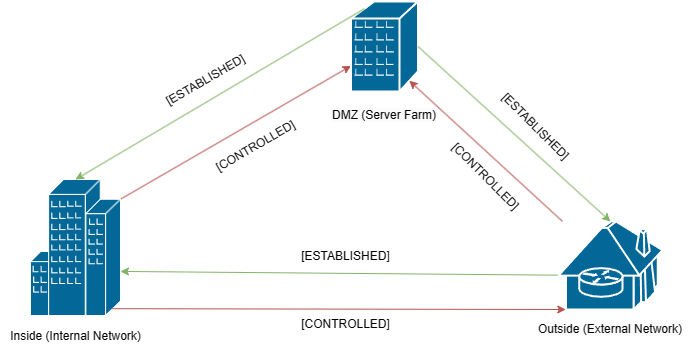 [ESTABLISHED]
[CONTROLLED]
DMZ (Server Farm)
[ESTABLISHED]
[CONTROLLED]
[ESTABLISHED]
[CONTROLLED]
Inside (Internal Network)
Outside (External Network)